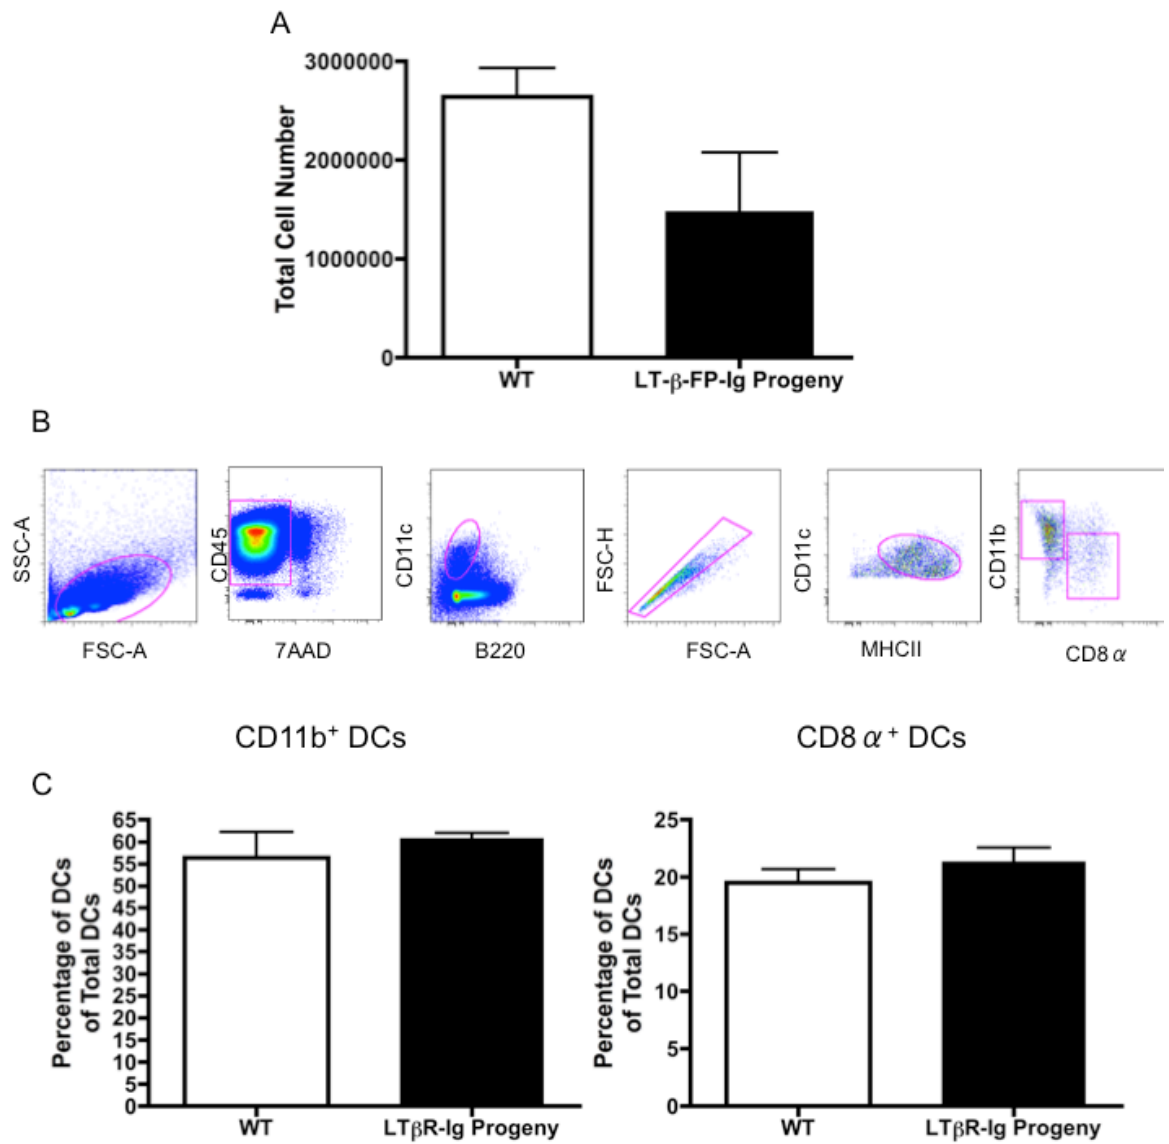 A
3000000
2000000
1000000
0
Total Cell Number
WT
LT-β-FP-Ig Progeny
B
SSC-A
FSC-A
CD45
7AAD
CD11c
B220
FSC-H
FSC-A
CD11c
MHCII
CD11b
CD8 α
CD11b⁺ DCs
CD8 α ⁺ DCs
C
65
60
55
50
45
40
35
30
25
20
15
10
5
0
Percentage of DCs
of Total DCs
WT
LTβR-Ig Progeny
25
20
15
10
5
0
Percentage of DCs
of Total DCs
WT
LTβR-Ig Progeny